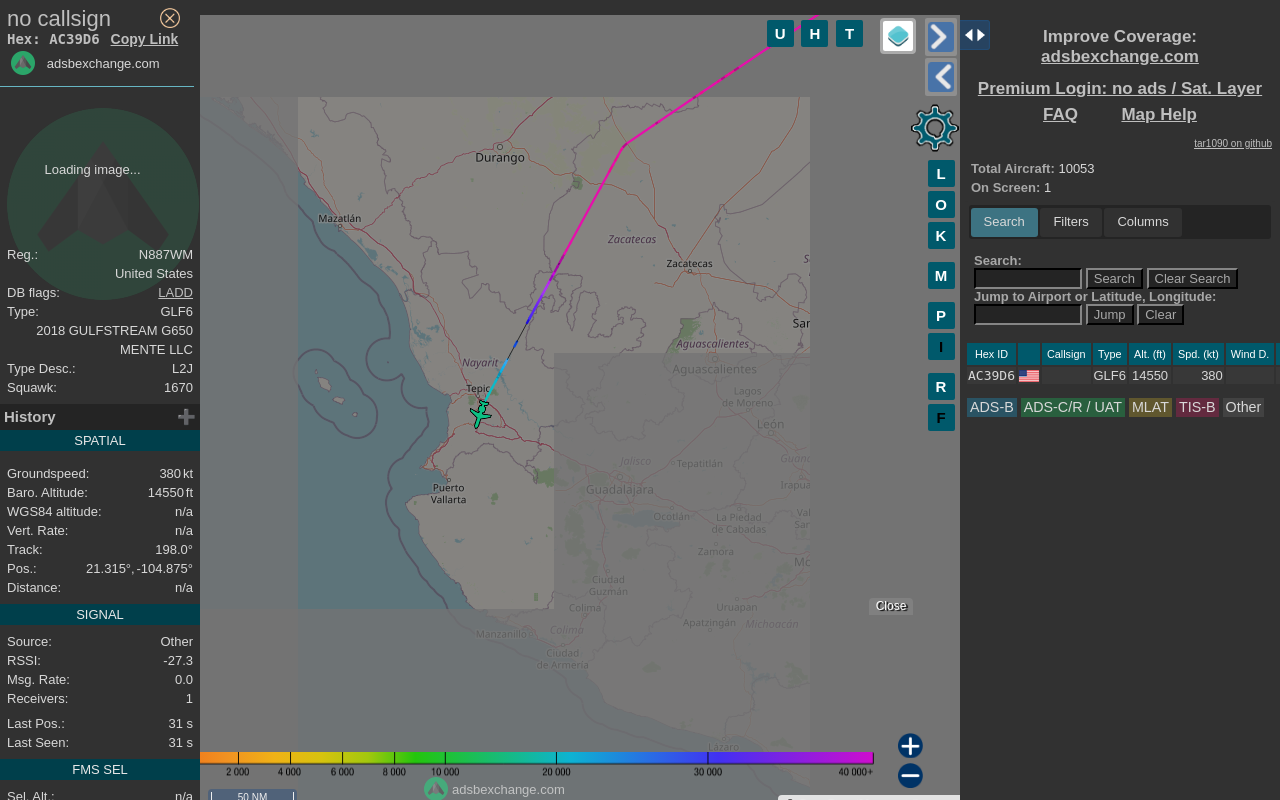 no callsign
Hex: AC39D6 Copy Link
adsbexchange.com
Loading image...
Reg.: N887WM
United States
DB flags: LADD
Type: GLF6
2018 GULFSTREAM G650
MENTE LLC
Type Desc.: L2J
Squawk: 1670
History
SPATIAL
Groundspeed: 380 kt
Baro. Altitude: 14550 ft
WGS84 altitude: n/a
Vert. Rate: n/a
Track: 198.0°
Pos.: 21.315°, -104.875°
Distance: n/a
SIGNAL
Source: Other
RSSI: -27.3
Msg. Rate: 0.0
Receivers: 1
Last Pos.: 31 s
Last Seen: 31 s
FMS SEL
Sel. Alt.: n/a
U H T
L
O
K
M
P
I
R
F
Durango
Mazatlán
Zacatecas
Zacatecas
San
Nayarit
Aguascalientes
Aguascalientes
Tepic
Lagos
de Moreno
León
Jalisco
Tepatitlán
Guana
Puerto
Vallarta
Guadalajara
Irapua
Ocotlán
La Piedad
de Cabadas
Val
San
Zamora
Mo
Ciudad
Guzmán
Colima
Uruapan
Apatzingán
Michoacán
Manzanillo
Colima
Ciudad
de Armería
Lázaro
Close
2 000 4 000 6 000 8 000 10 000 20 000 30 000 40 000+
adsbexchange.com
50 NM
Improve Coverage:
adsbexchange.com
Premium Login: no ads / Sat. Layer
FAQ Map Help
tar1090 on github
Total Aircraft: 10053
On Screen: 1
Search Filters Columns
Search:
Search Clear Search
Jump to Airport or Latitude, Longitude:
Jump Clear
Hex ID Callsign Type Alt. (ft) Spd. (kt) Wind D.
AC39D6 GLF6 14550 380
ADS-B ADS-C/R / UAT MLAT TIS-B Other